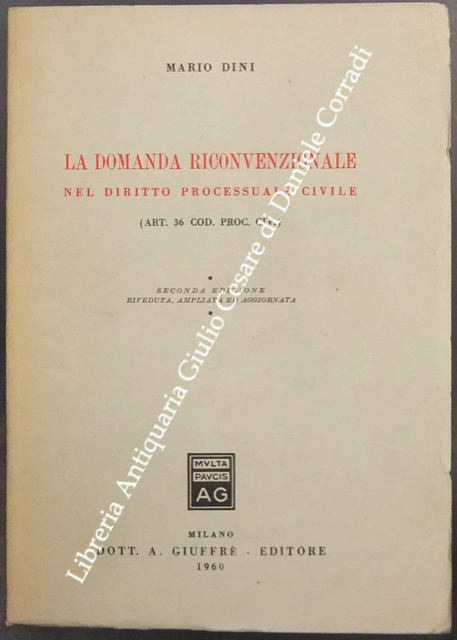 MARIO DINI
LA DOMANDA RICONVENZIONALE
NEL DIRITTO PROCESSUALE CIVILE
(ART. 36 COD. PROC. CIV.)
SECONDA EDIZIONE
RIVEDUTA, AMPLIATA ED AGGIORNATA
MVLTA
PAVCIS
AG
MILANO
DOTT. A. GIUFFRÈ - EDITORE
1960
Libreria Antiquaria Giulio Cesare di Daniele Corradi